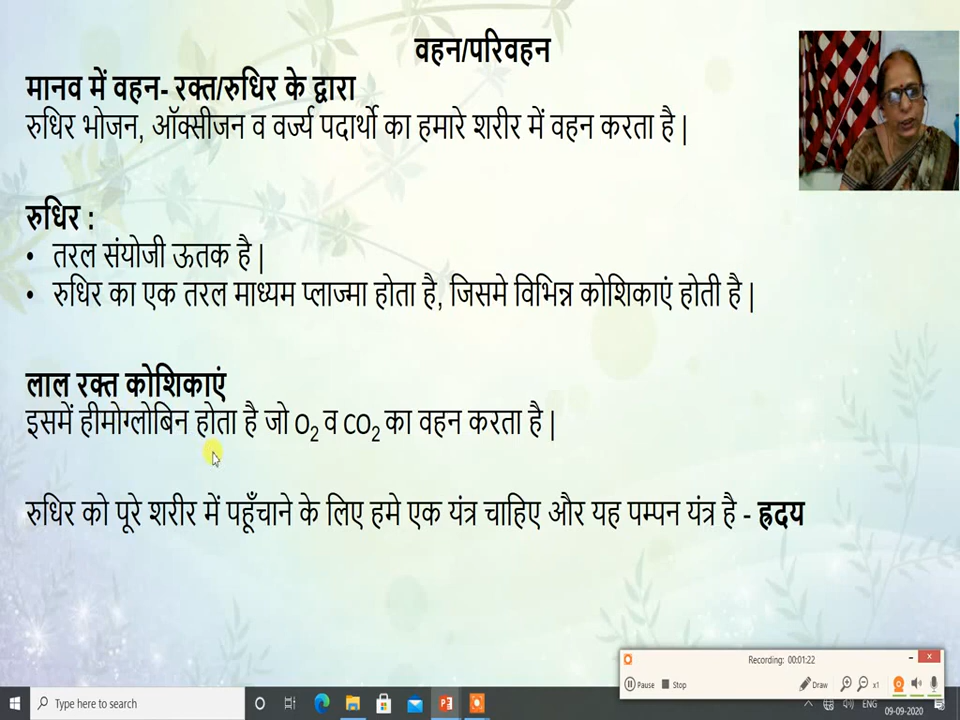 वहन/परिवहन
मानव में वहन- रक्त/रुधिर के द्वारा
रुधिर भोजन, ऑक्सीजन व वर्ज्य पदार्थो का हमारे शरीर में वहन करता है |
रुधिर :
• तरल संयोजी ऊतक है |
• रुधिर का एक तरल माध्यम प्लाज्मा होता है, जिसमे विभिन्न कोशिकाएं होती है |
लाल रक्त कोशिकाएं
इसमें हीमोग्लोबिन होता है जो O₂ व CO₂ का वहन करता है |
रुधिर को पूरे शरीर में पहूँचाने के लिए हमे एक यंत्र चाहिए और यह पम्पन यंत्र है - ह्रदय
Recording: 00:01:22
Pause Stop Draw x1
Type here to search
ENG
09-09-2020